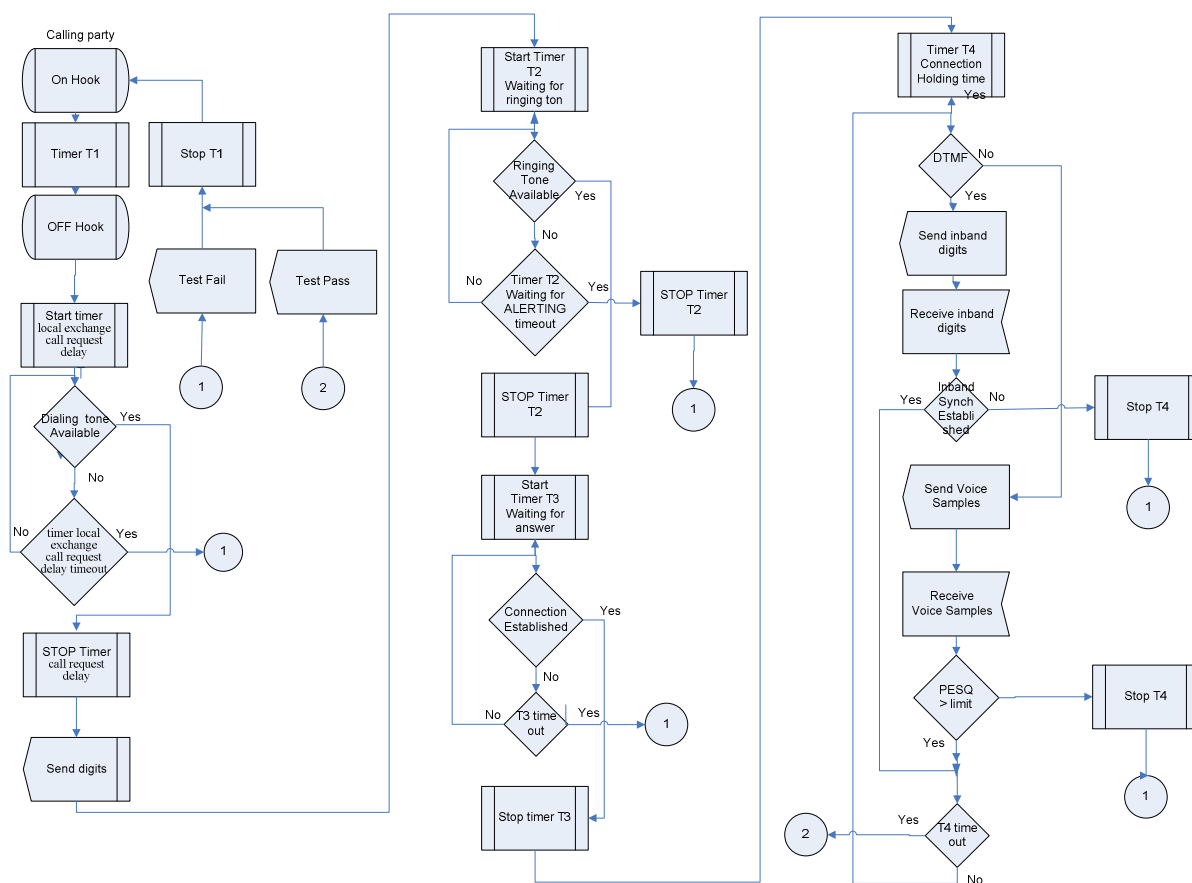 Calling party
On Hook
Timer T1
Stop T1
OFF Hook
Test Fail
Test Pass
Start timer
local exchange
call request
delay
1
2
Dialing tone
Available
Yes
No
timer local
exchange
call request
delay timeout
No
Yes
1
STOP Timer
call request
delay
Send digits
Start Timer
T2
Waiting for
ringing ton
Ringing
Tone
Available
Yes
No
Timer T2
Waiting for
ALERTING
timeout
No
Yes
STOP Timer
T2
1
STOP Timer
T2
Start
Timer T3
Waiting for
answer
Connection
Established
Yes
No
T3 time
out
No
Yes
1
Stop timer T3
Timer T4
Connection
Holding time
Yes
DTMF
No
Yes
Send inband
digits
Receive inband
digits
Inband
Synch
Establi
shed
Yes
No
Stop T4
1
Send Voice
Samples
Receive
Voice Samples
PESQ
> limit
Yes
Stop T4
1
T4 time
out
Yes
2
No